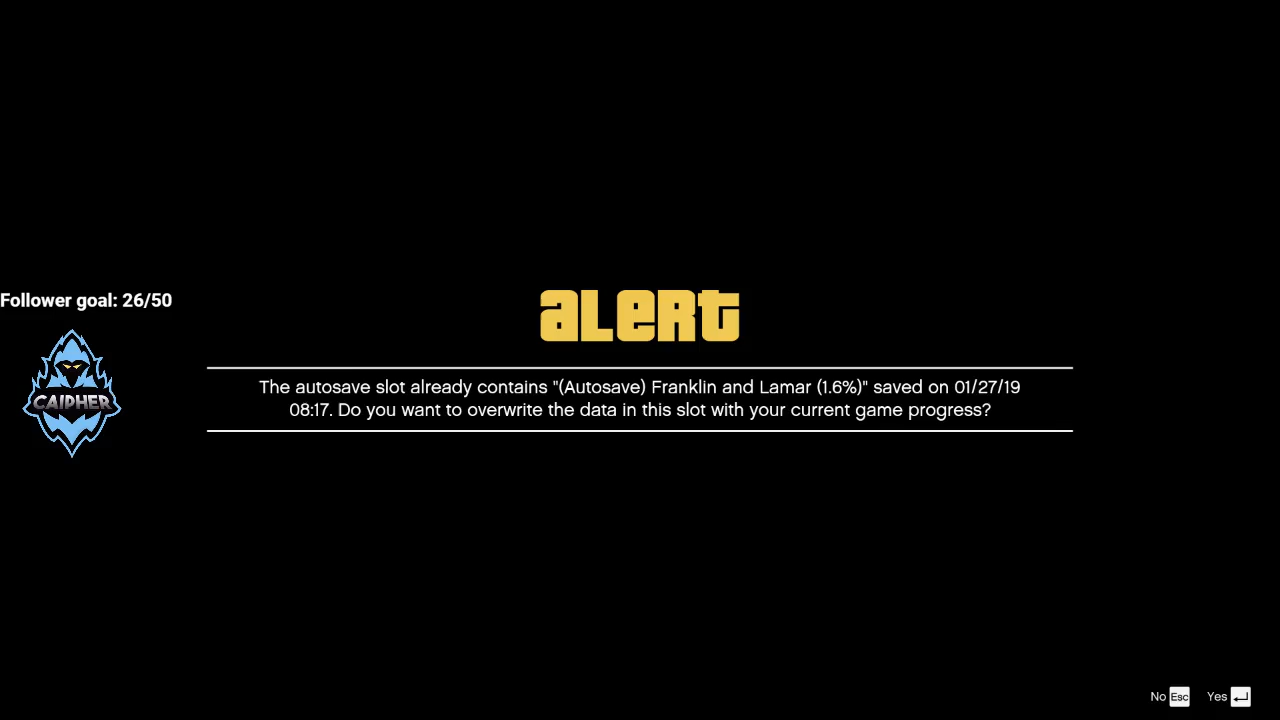 Follower goal: 26/50
aLeRt
CAIPHER
The autosave slot already contains "(Autosave) Franklin and Lamar (1.6%)" saved on 01/27/19
08:17. Do you want to overwrite the data in this slot with your current game progress?
No Esc Yes